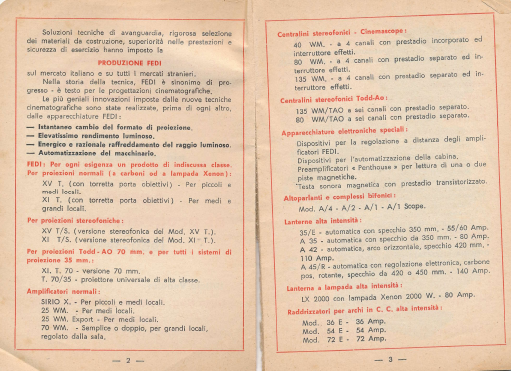 Soluzioni tecniche di avanguardia, rigorosa selezione
dei materiali da costruzione, superiorità nelle prestazioni e
sicurezza di esercizio hanno imposto la
PRODUZIONE FEDI
sul mercato italiano e su tutti i mercati stranieri.
Nella storia della tecnica, FEDI è sinonimo di pro-
gresso - è testo per le progettazioni cinematografiche.
Le più geniali innovazioni imposte dalle nuove tecniche
cinematografiche sono state realizzate, prima di ogni altro,
dalle apparecchiature FEDI:
— Istantaneo cambio del formato di proiezione.
— Elevatissimo rendimento luminoso.
— Energico e razionale raffreddamento del raggio luminoso.
— Automatizzazione del macchinario.
FEDI: Per ogni esigenza un prodotto di indiscussa classe.
Per proiezioni normali (a carboni od a lampada Xenon):
XV T. (con torretta porta obiettivi) - Per piccoli e
medi locali.
XI T. (con torretta porta obiettivi) - Per medi e
grandi locali.
Per proiezioni stereofoniche:
XV T/S. (versione stereofonica del Mod. XV T.).
XI T/S. (versione stereofonica del Mod. XI T.).
Per proiezioni Todd-AO 70 mm. e per tutti i sistemi di
proiezione 35 mm.:
XI. T. 70 - versione 70 mm.
T. 70/35 - proiettore universale di alta classe.
Amplificatori normali:
SIRIO X. - Per piccoli e medi locali.
25 WM. - Per medi locali.
25 WM. Export - Per medi locali.
70 WM. - Semplice o doppio, per grandi locali,
regolato dalla sala.
— 2 —
Centralini stereofonici - Cinemascope:
40 WM. - a 4 canali con prestadio incorporato ed
interruttore effetti.
80 WM. - a 4 canali con prestadio separato ed in-
terruttore effetti.
135 WM. - a 4 canali con prestadio separato ed in-
terruttore effetti.
Centralini stereofonici Todd-Ao:
135 WM/TAO a sei canali con prestadio separato.
80 WM/TAO a sei canali con prestadio separato.
Apparecchiature elettroniche speciali:
Dispositivi per la regolazione a distanza degli ampli-
ficatori FEDI.
Dispositivi per l'automatizzazione della cabina.
Preamplificatori « Penthouse » per lettura di una o due
piste magnetiche.
Testa sonora magnetica con prestadio transistorizzato.
Altoparlanti e complessi bifonici:
Mod. A/4 - A/2 - A/1 - A/1 Scope.
Lanterne alta intensità:
35/E - automatica con specchio 350 mm. - 55/60 Amp.
A 35 - automatica con specchio da 350 mm. - 80 Amp.
A 42 - automatica, arco orizzontale, specchio 420 mm. -
110 Amp.
A 45/R - automatica con regolazione elettronica, carbone
pos. rotante, specchio da 420 o 450 mm. - 140 Amp.
Lanterna a lampada alta intensità:
LX 2000 con lampada Xenon 2000 W. - 80 Amp.
Raddrizzatori per archi in C. C. alta intensità:
Mod. 36 E - 36 Amp.
Mod. 54 E - 54 Amp.
Mod. 72 E - 72 Amp.
— 3 —